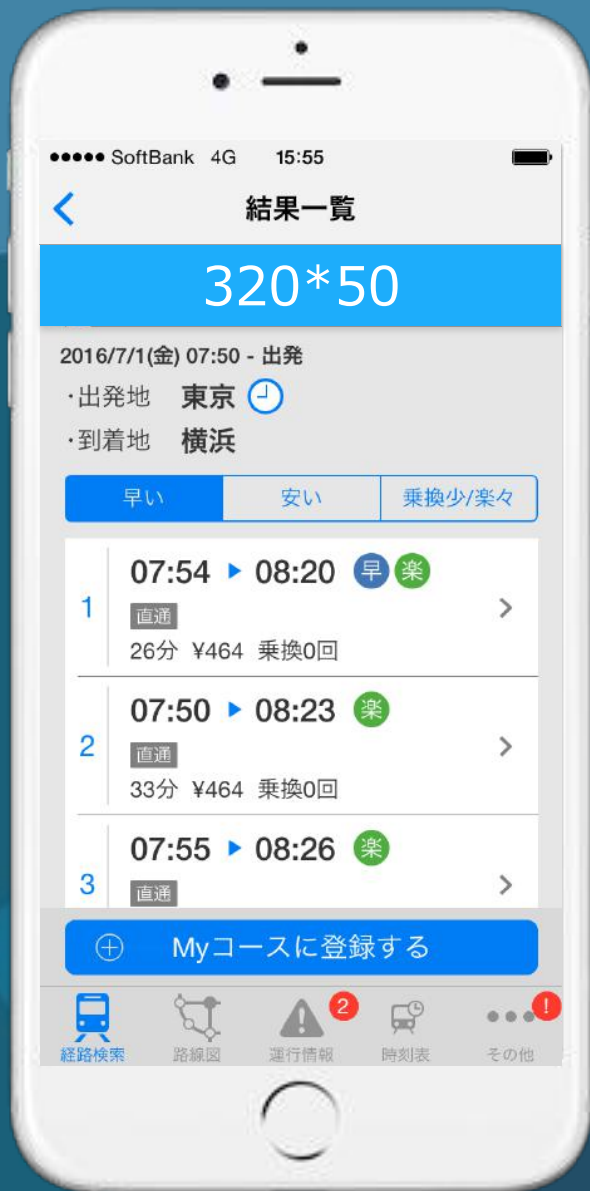 ●●●●● SoftBank 4G 15:55
結果一覧
320*50
2016/7/1(金) 07:50 - 出発
・出発地 東京
・到着地 横浜
早い 安い 乗換少/楽々
1 07:54 ▶ 08:20 早 楽
直通
26分 ¥464 乗換0回
2 07:50 ▶ 08:23 楽
直通
33分 ¥464 乗換0回
3 07:55 ▶ 08:26 楽
直通
Myコースに登録する
2 !
経路検索 路線図 運行情報 時刻表 その他